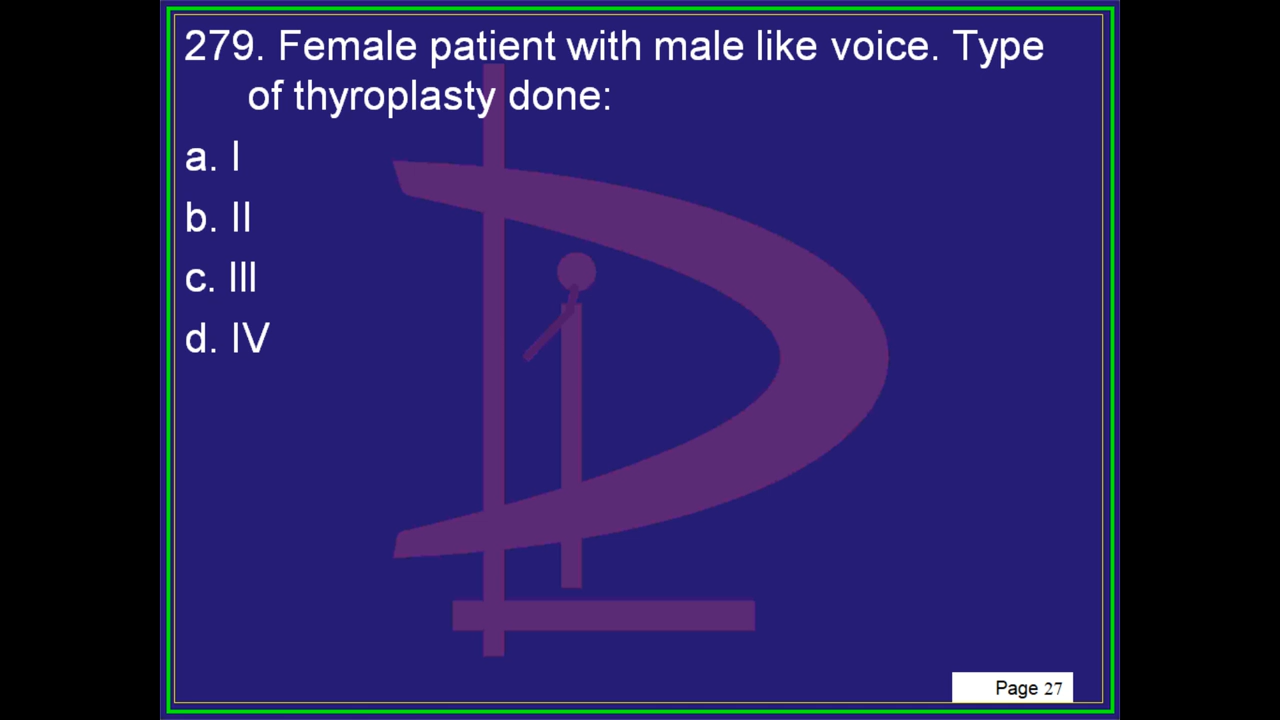 279. Female patient with male like voice. Type
of thyroplasty done:
a. I
b. II
c. III
d. IV
Page 27